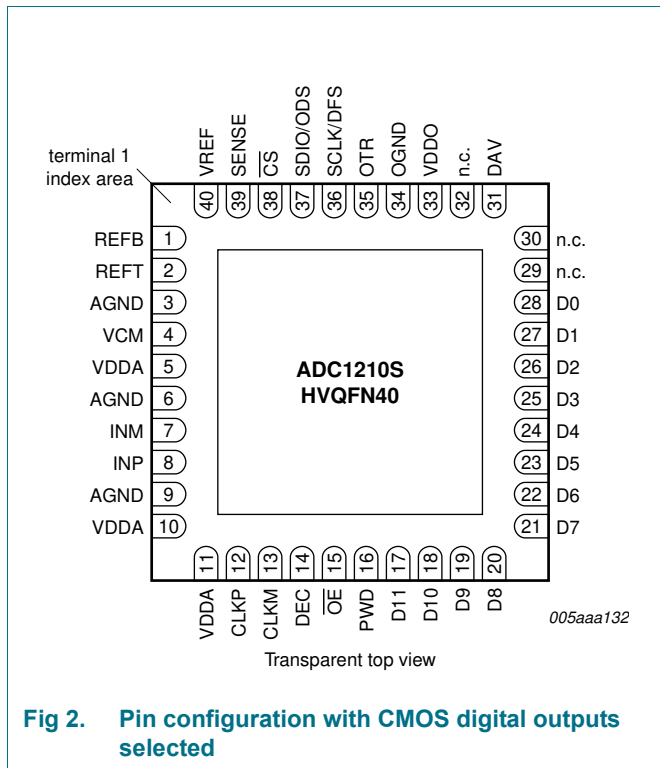 VREF
SENSE
CS
SDIO/ODS
SCLK/DFS
OTR
OGND
VDDO
n.c.
DAV
terminal 1
index area
40 39 38 37 36 35 34 33 32 31
REFB 1 30 n.c.
REFT 2 29 n.c.
AGND 3 28 D0
VCM 4 27 D1
VDDA 5 26 D2
AGND 6 25 D3
INM 7 24 D4
INP 8 23 D5
AGND 9 22 D6
VDDA 10 21 D7
ADC1210S
HVQFN40
11 12 13 14 15 16 17 18 19 20
VDDA
CLKP
CLKM
DEC
OE
PWD
D11
D10
D9
D8
005aaa132
Transparent top view
Fig 2. Pin configuration with CMOS digital outputs
selected